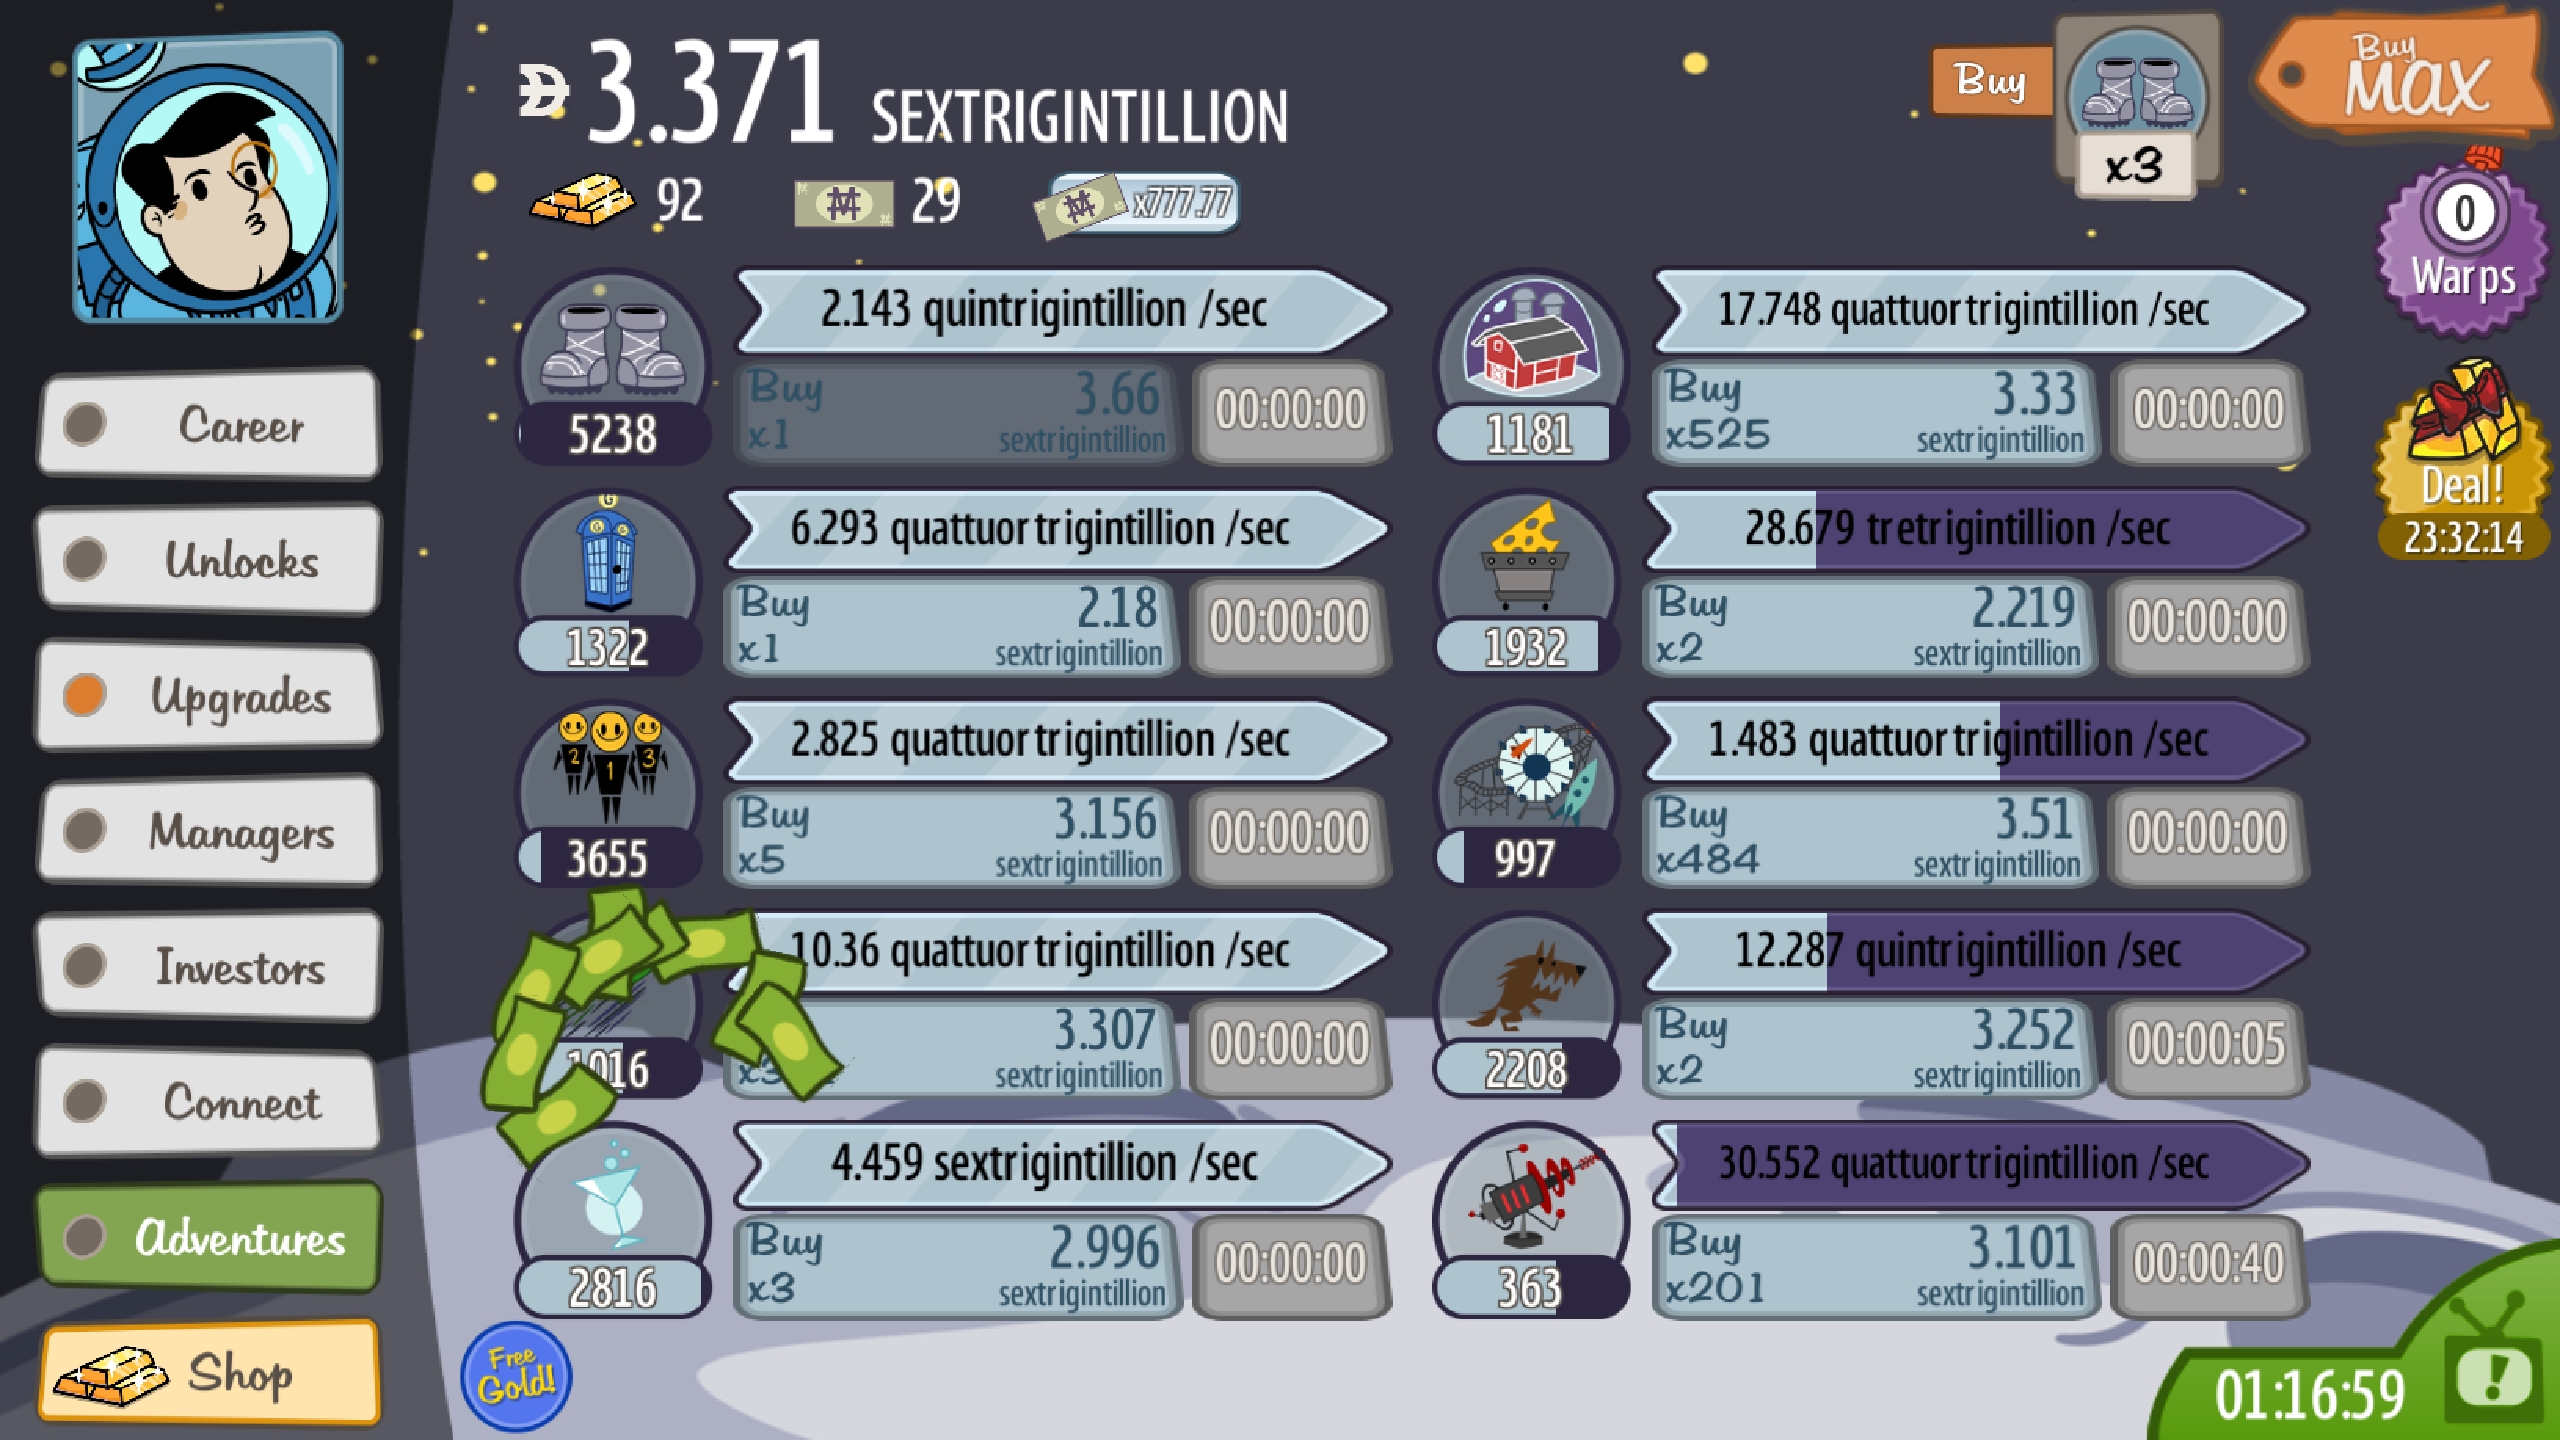 3.371 SEXTRIGINTILLION
92
29
x777.77
Buy
x3
Buy
MAX
0
Warps
Deal!
23:32:14
Career
Unlocks
Upgrades
Managers
Investors
Connect
Adventures
Shop
2.143 quintrigintillion /sec
5238
Buy
x1
3.66
sextrigintillion
00:00:00
17.748 quattuortrigintillion /sec
1181
Buy
x525
3.33
sextrigintillion
00:00:00
6.293 quattuortrigintillion /sec
G
G G
1322
Buy
x1
2.18
sextrigintillion
00:00:00
28.679 tretrigintillion /sec
1932
Buy
x2
2.219
sextrigintillion
00:00:00
2.825 quattuortrigintillion /sec
2 1 3
3655
Buy
x5
3.156
sextrigintillion
00:00:00
1.483 quattuortrigintillion /sec
997
Buy
x484
3.51
sextrigintillion
00:00:00
10.36 quattuortrigintillion /sec
1016
3.307
sextrigintillion
00:00:00
12.287 quintrigintillion /sec
2208
Buy
x2
3.252
sextrigintillion
00:00:05
4.459 sextrigintillion /sec
2816
Buy
x3
2.996
sextrigintillion
00:00:00
30.552 quattuortrigintillion /sec
363
Buy
x201
3.101
sextrigintillion
00:00:40
Free
Gold!
01:16:59
!